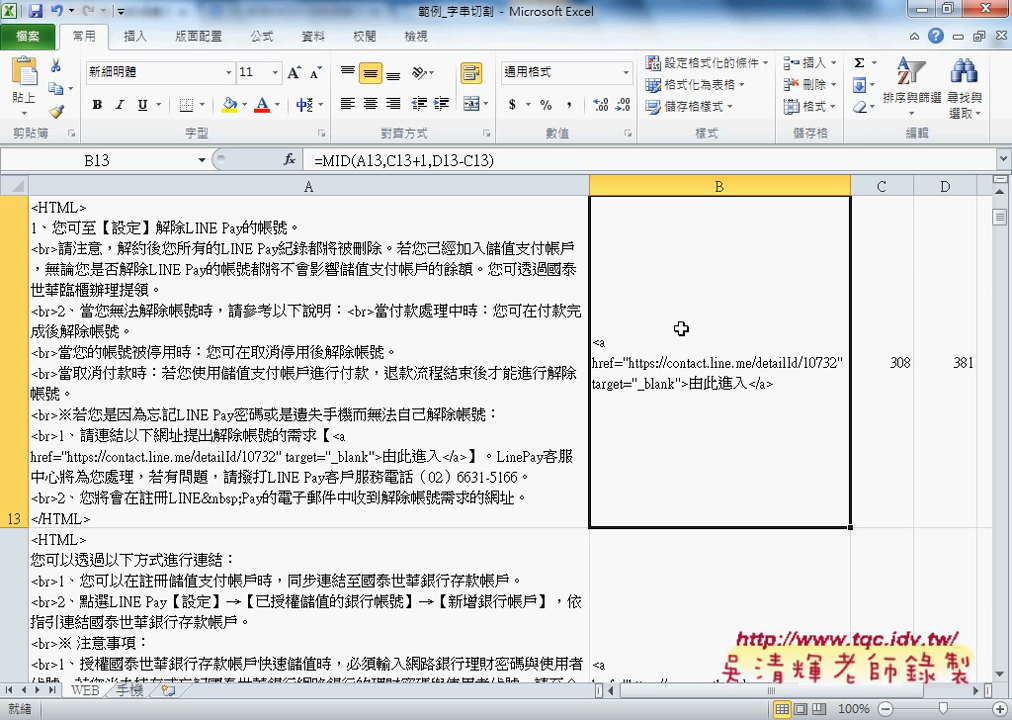 範例_字串切割 - Microsoft Excel
檔案 常用 插入 版面配置 公式 資料 校閱 檢視
貼上 新細明體 11 通用格式 設定格式化的條件 插入 Σ
B I U 中 $ % , 格式化為表格 刪除 排序與篩選 尋找與選取
儲存格樣式 格式
剪貼簿 字型 對齊方式 數值 樣式 儲存格 編輯
B13 fx =MID(A13,C13+1,D13-C13)
A B C D
<HTML>
1、您可至【設定】解除LINE Pay的帳號。
<br>請注意，解約後您所有的LINE Pay紀錄都將被刪除。若您已經加入儲值支付帳戶
，無論您是否解除LINE Pay的帳號都將不會影響儲值支付帳戶的餘額。您可透過國泰
世華臨櫃辦理提領。
<br>2、當您無法解除帳號時，請參考以下說明：<br>當付款處理中時：您可在付款完
成後解除帳號。
<br>當您的帳號被停用時：您可在取消停用後解除帳號。
<br>當取消付款時：若您使用儲值支付帳戶進行付款，退款流程結束後才能進行解除
帳號。
<br>※若您是因為忘記LINE Pay密碼或是遺失手機而無法自己解除帳號：
<br>1、請連結以下網址提出解除帳號的需求【<a
href="https://contact.line.me/detailId/10732" target="_blank">由此進入</a>】。LinePay客服
中心將為您處理，若有問題，請撥打LINE Pay客戶服務電話（02）6631-5166。
<br>2、您將會在註冊LINE&nbsp;Pay的電子郵件中收到解除帳號需求的網址。
13 </HTML>
<a
href="https://contact.line.me/detailId/10732"
target="_blank">由此進入</a>
308 381
<HTML>
您可以透過以下方式進行連結：
<br>1、您可以在註冊儲值支付帳戶時，同步連結至國泰世華銀行存款帳戶。
<br>2、點選LINE Pay【設定】→【已授權儲值的銀行帳號】→【新增銀行帳戶】，依
指引連結國泰世華銀行存款帳戶。
<br>※ 注意事項：
<br>1、授權國泰世華銀行存款帳戶快速儲值時，必須輸入網路銀行理財密碼與使用者
<a
http://www.tqc.idv.tw/
吳清輝老師錄製
WEB 手機
就緒 100%